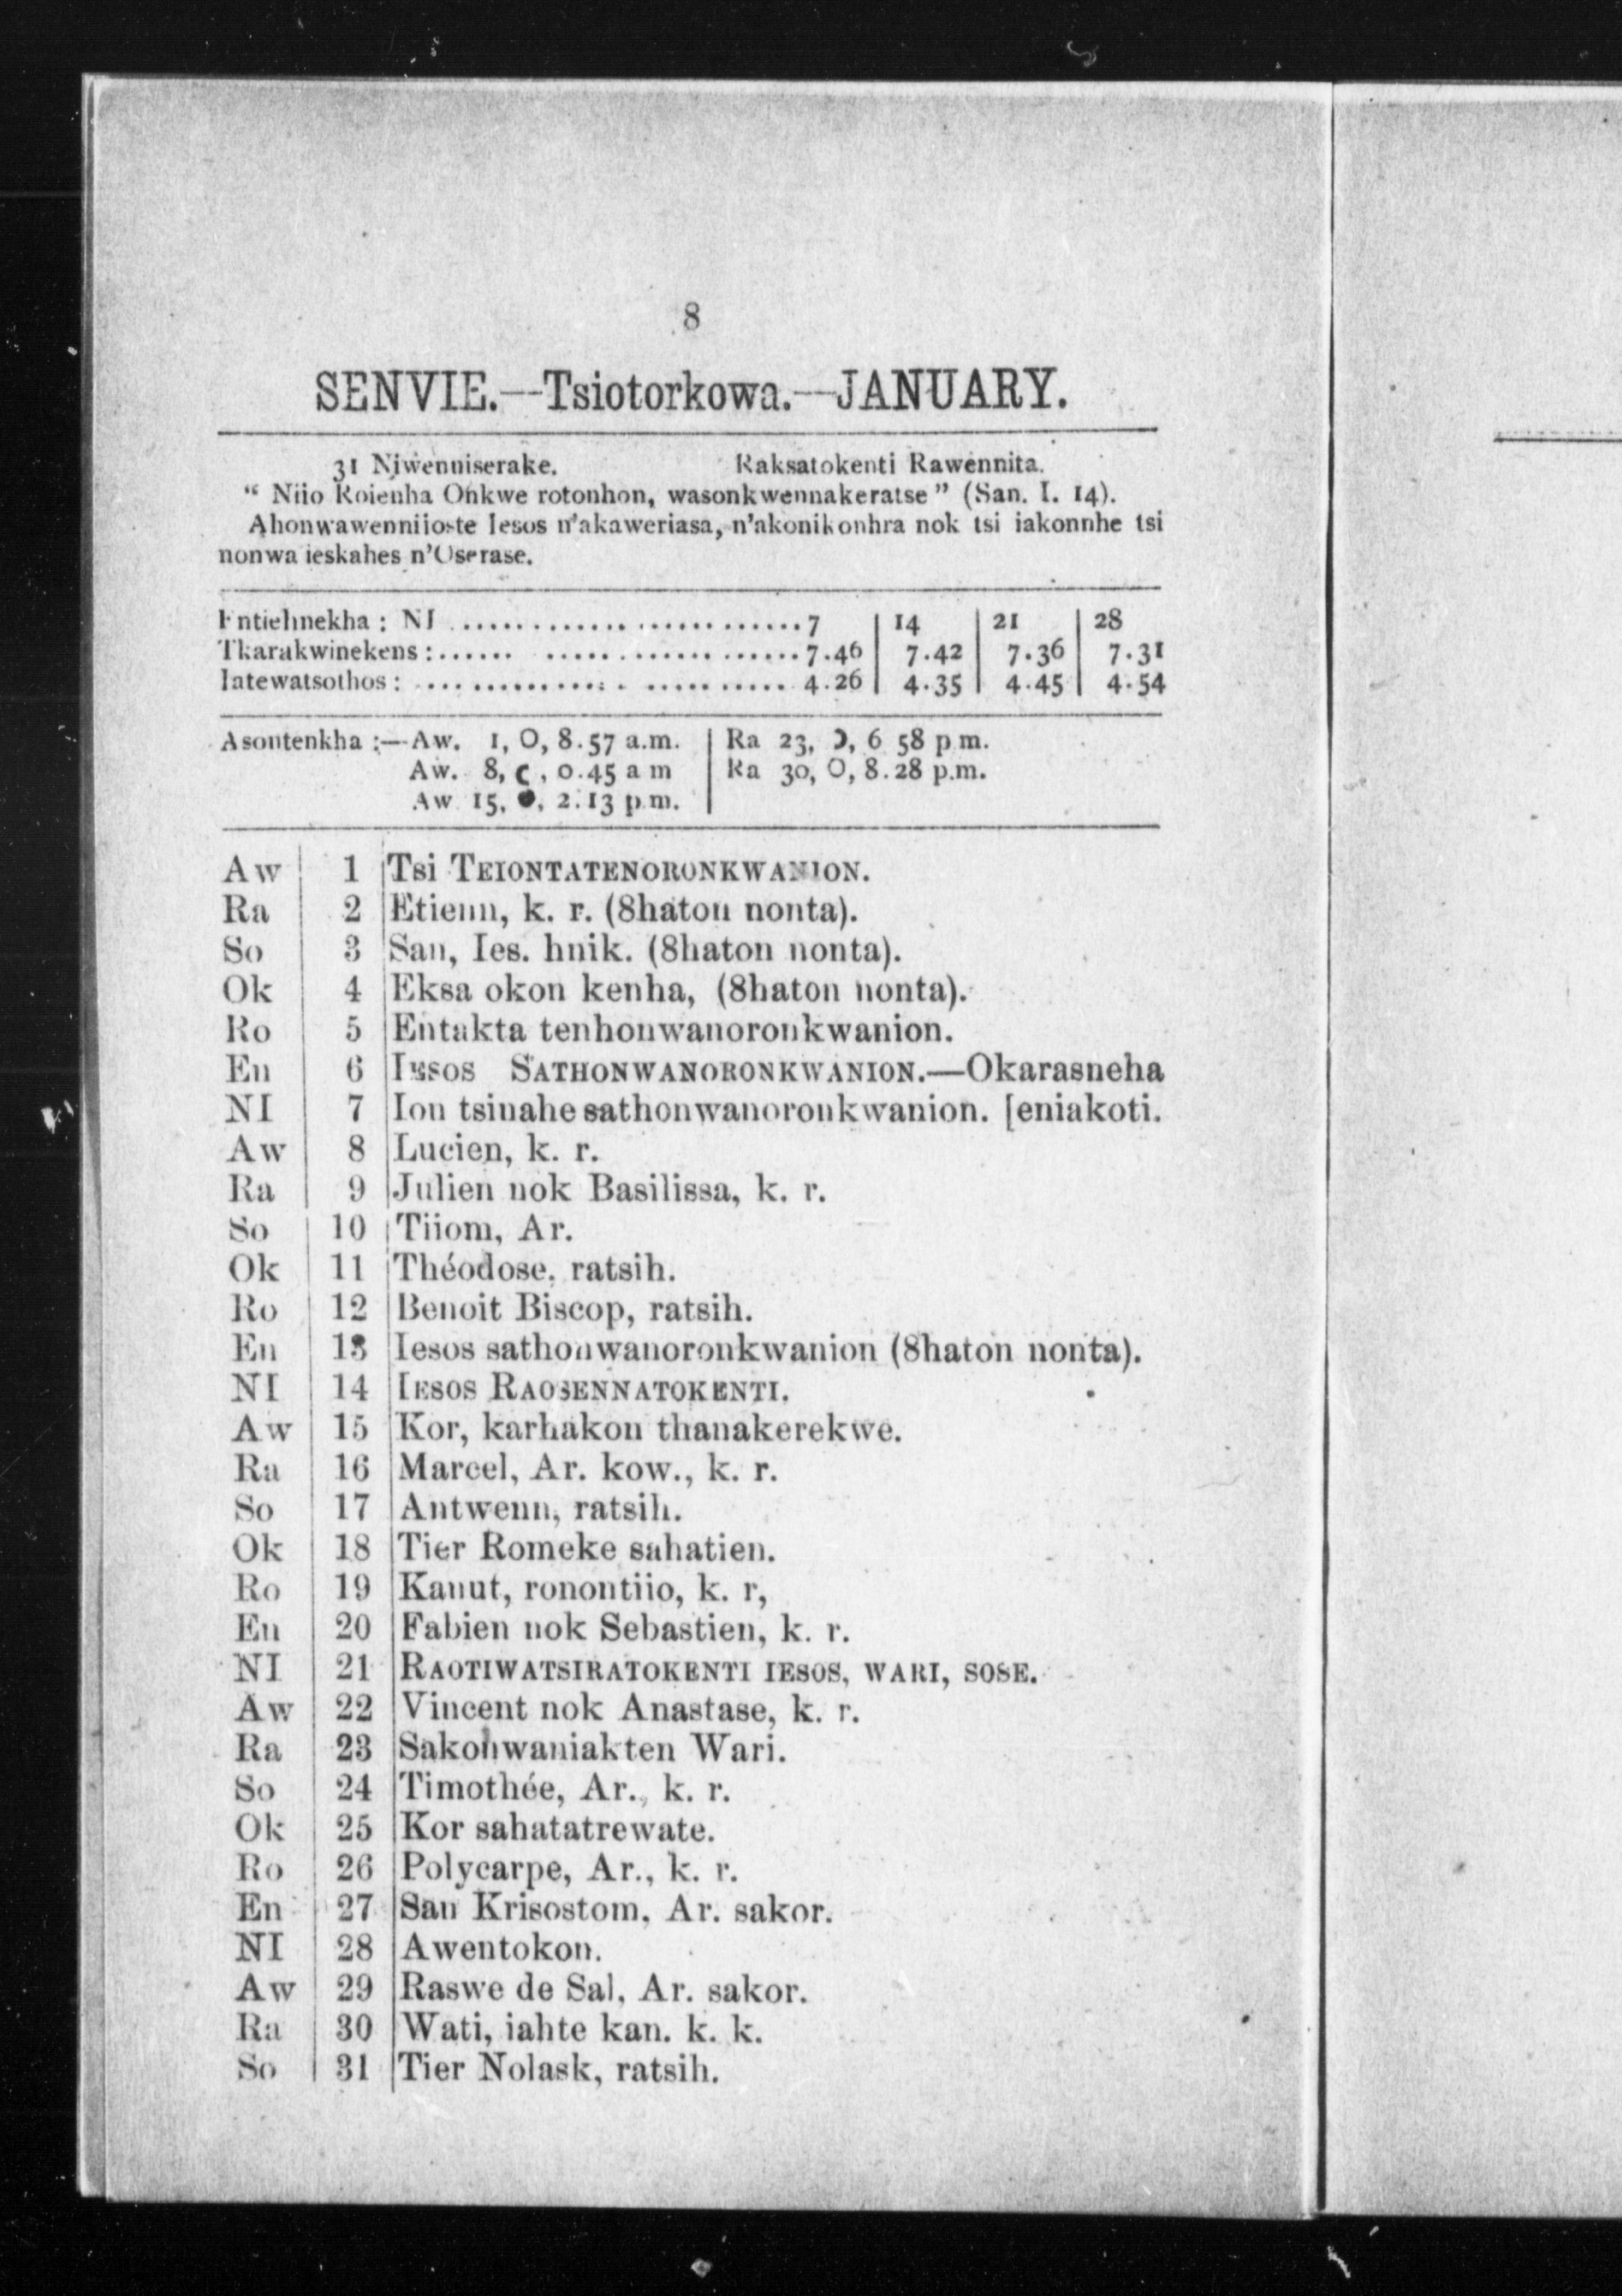 8
SENVIE.—Tsiotorkowa.—JANUARY.
31 Niwenniserake. Raksatokenti Rawennita.
“ Niio Roienha Onkwe rotonhon, wasonkwennakeratse ” (San. I. 14).
Ahonwawenniioste Iesos n’akaweriasa, n’akonikonhra nok tsi iakonnhe tsi
nonwa ieskahes n’Oserase.
Entiehnekha : NI ........................ 7 | 14 | 21 | 28
Tkarakwinekens :........................ 7.46 | 7.42 | 7.36 | 7.31
Iatewatsothos : ........................ 4.26 | 4.35 | 4.45 | 4.54
Asontenkha :—Aw. 1, O, 8.57 a.m. | Ra 23, ☽, 6 58 p m.
Aw. 8, ☾, 0.45 a m | Ra 30, O, 8.28 p.m.
Aw 15, ●, 2.13 p.m.
Aw 1 Tsi TEIONTATENORONKWANION.
Ra 2 Etienn, k. r. (8haton nonta).
So 3 San, Ies. hnik. (8haton nonta).
Ok 4 Eksa okon kenha, (8haton nonta).
Ro 5 Entakta tenhonwanoronkwanion.
En 6 IESOS SATHONWANORONKWANION.—Okarasneha
NI 7 Ion tsinahe sathonwanoronkwanion. [eniakoti.
Aw 8 Lucien, k. r.
Ra 9 Julien nok Basilissa, k. r.
So 10 Tiiom, Ar.
Ok 11 Théodose, ratsih.
Ro 12 Benoit Biscop, ratsih.
En 13 Iesos sathonwanoronkwanion (8haton nonta).
NI 14 IESOS RAOSENNATOKENTI.
Aw 15 Kor, karhakon thanakerekwe.
Ra 16 Marcel, Ar. kow., k. r.
So 17 Antwenn, ratsih.
Ok 18 Tier Romeke sahatien.
Ro 19 Kanut, ronontiio, k. r,
En 20 Fabien nok Sebastien, k. r.
NI 21 RAOTIWATSIRATOKENTI IESOS, WARI, SOSE.
Aw 22 Vincent nok Anastase, k. r.
Ra 23 Sakonwaniakten Wari.
So 24 Timothée, Ar., k. r.
Ok 25 Kor sahatatrewate.
Ro 26 Polycarpe, Ar., k. r.
En 27 San Krisostom, Ar. sakor.
NI 28 Awentokon.
Aw 29 Raswe de Sal, Ar. sakor.
Ra 30 Wati, iahte kan. k. k.
So 31 Tier Nolask, ratsih.